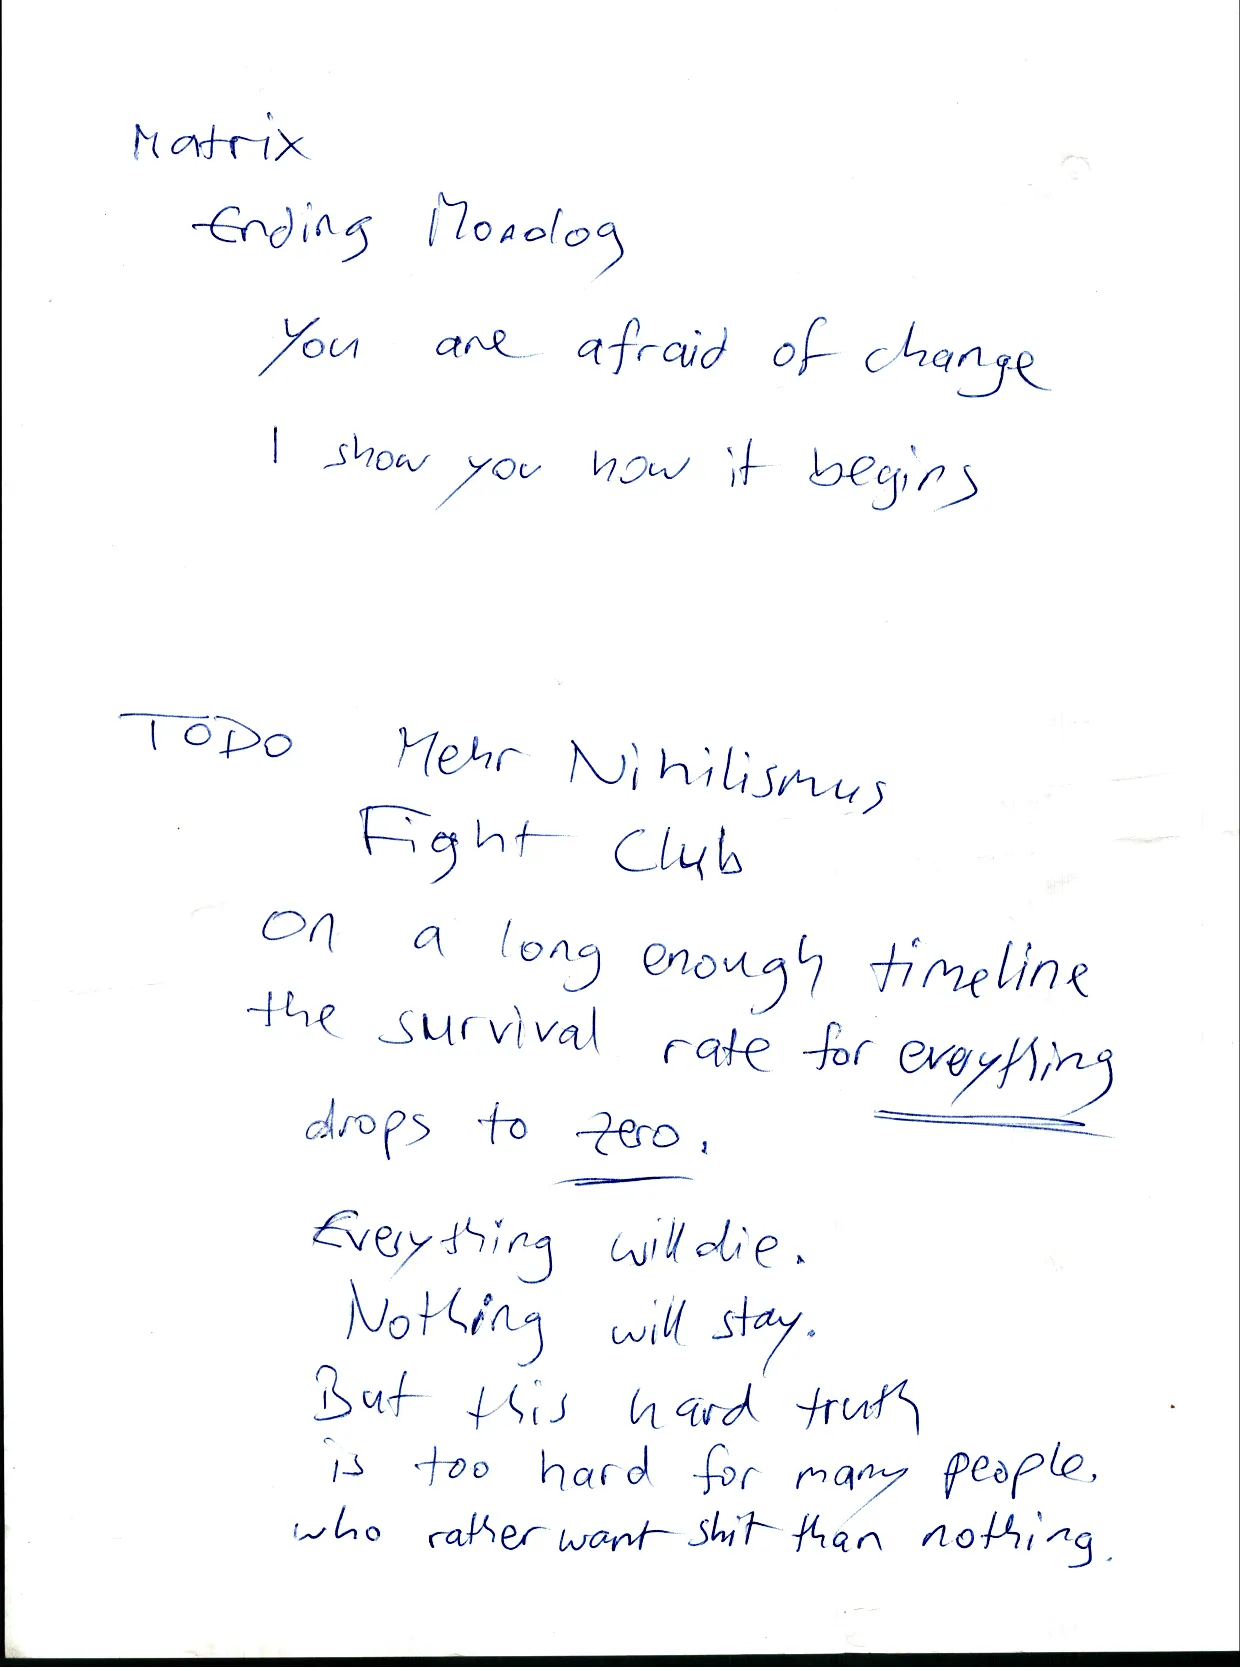 Matrix
Ending Monolog
You are afraid of change
I show you how it begins
TODO Mehr Nihilismus
Fight Club
On a long enough timeline
the survival rate for everything
drops to zero.
Everything will die.
Nothing will stay.
But this hard truth
is too hard for many people,
who rather want shit than nothing.